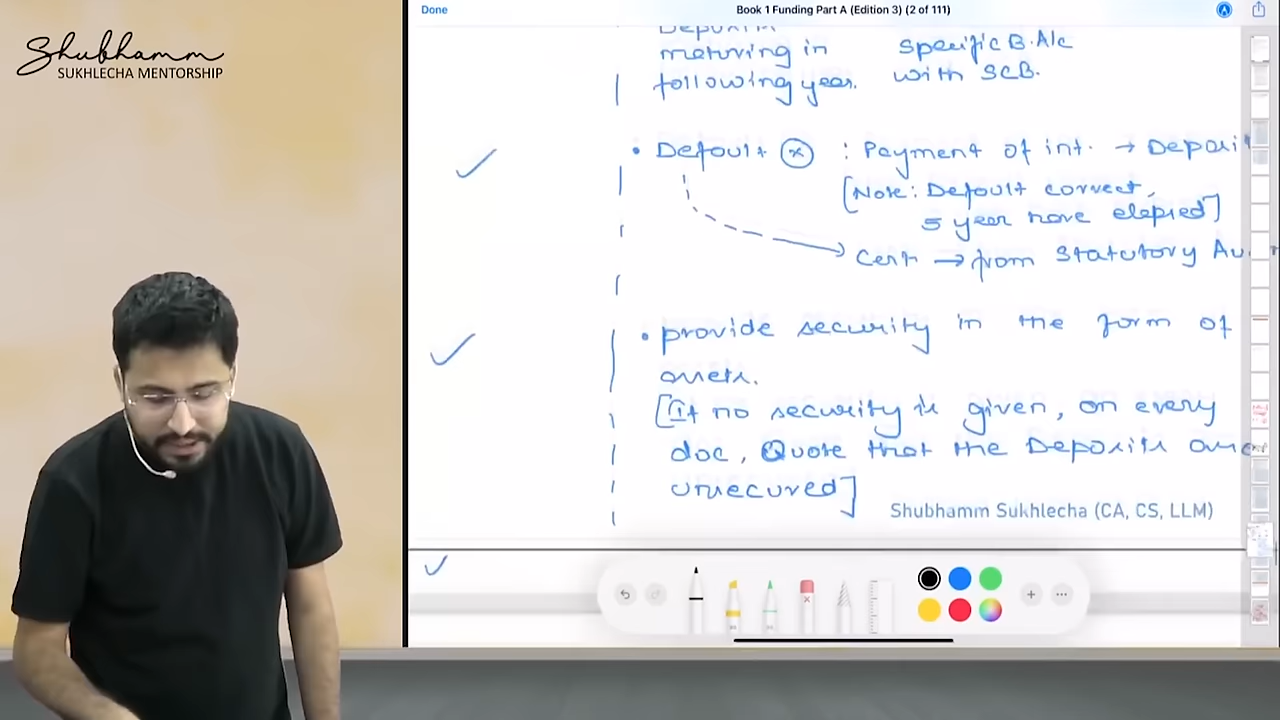 Shubhamm
SUKHLECHA MENTORSHIP
Done
Book 1 Funding Part A (Edition 3) (2 of 111)
maturing in
following year.
Specific B. A/c
with SCB.
• Default ⓧ : Payment of int. → Deposit
[Note: Default correct,
5 year have elapsed]
Cert → from Statutory Au
• provide security in the form of
assets.
[If no security is given, on every
doc, Quote that the Deposits are
unsecured]
Shubhamm Sukhlecha (CA, CS, LLM)